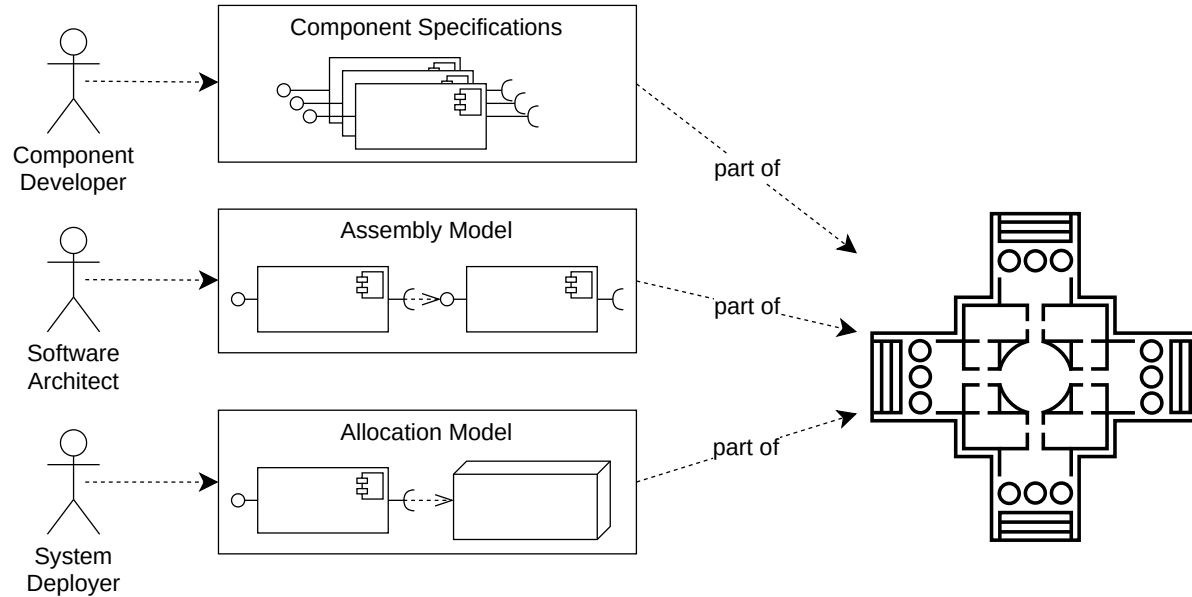 Component Specifications
Component
Developer
part of
Assembly Model
Software
Architect
part of
Allocation Model
System
Deployer
part of